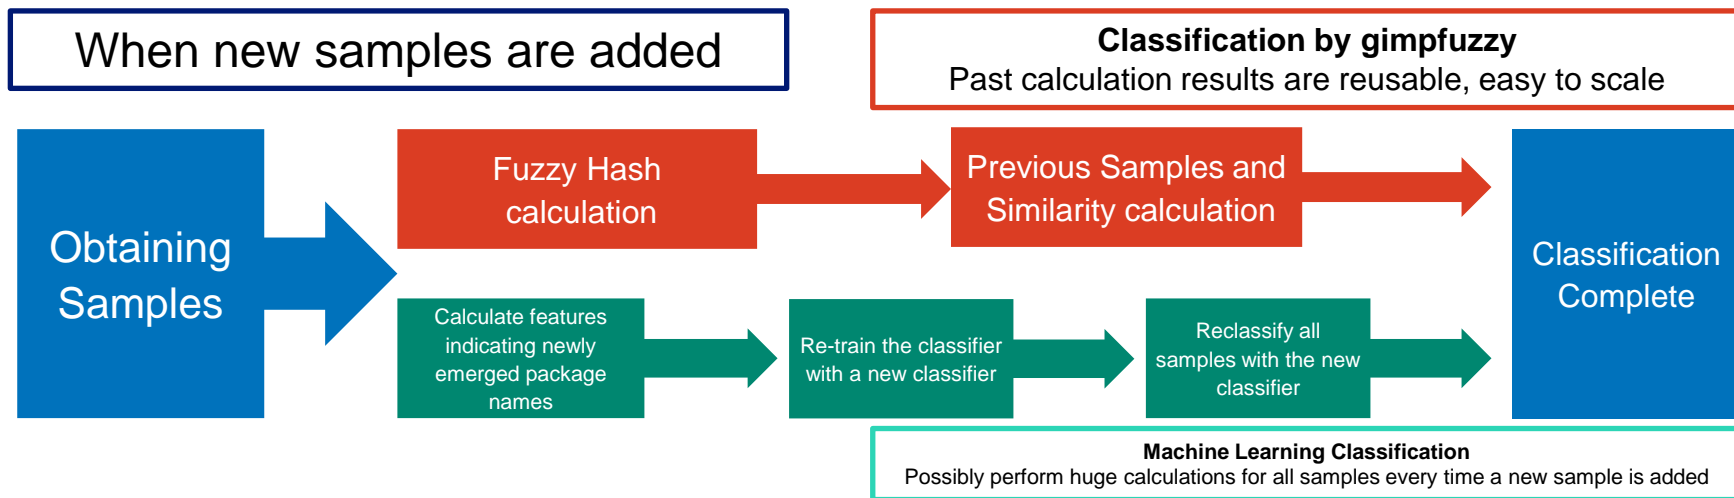 When new samples are added
Classification by gimpfuzzy
Past calculation results are reusable, easy to scale
Obtaining
Samples
Fuzzy Hash
calculation
Previous Samples and
Similarity calculation
Calculate features
indicating newly
emerged package
names
Re-train the classifier
with a new classifier
Reclassify all
samples with the new
classifier
Classification
Complete
Machine Learning Classification
Possibly perform huge calculations for all samples every time a new sample is added